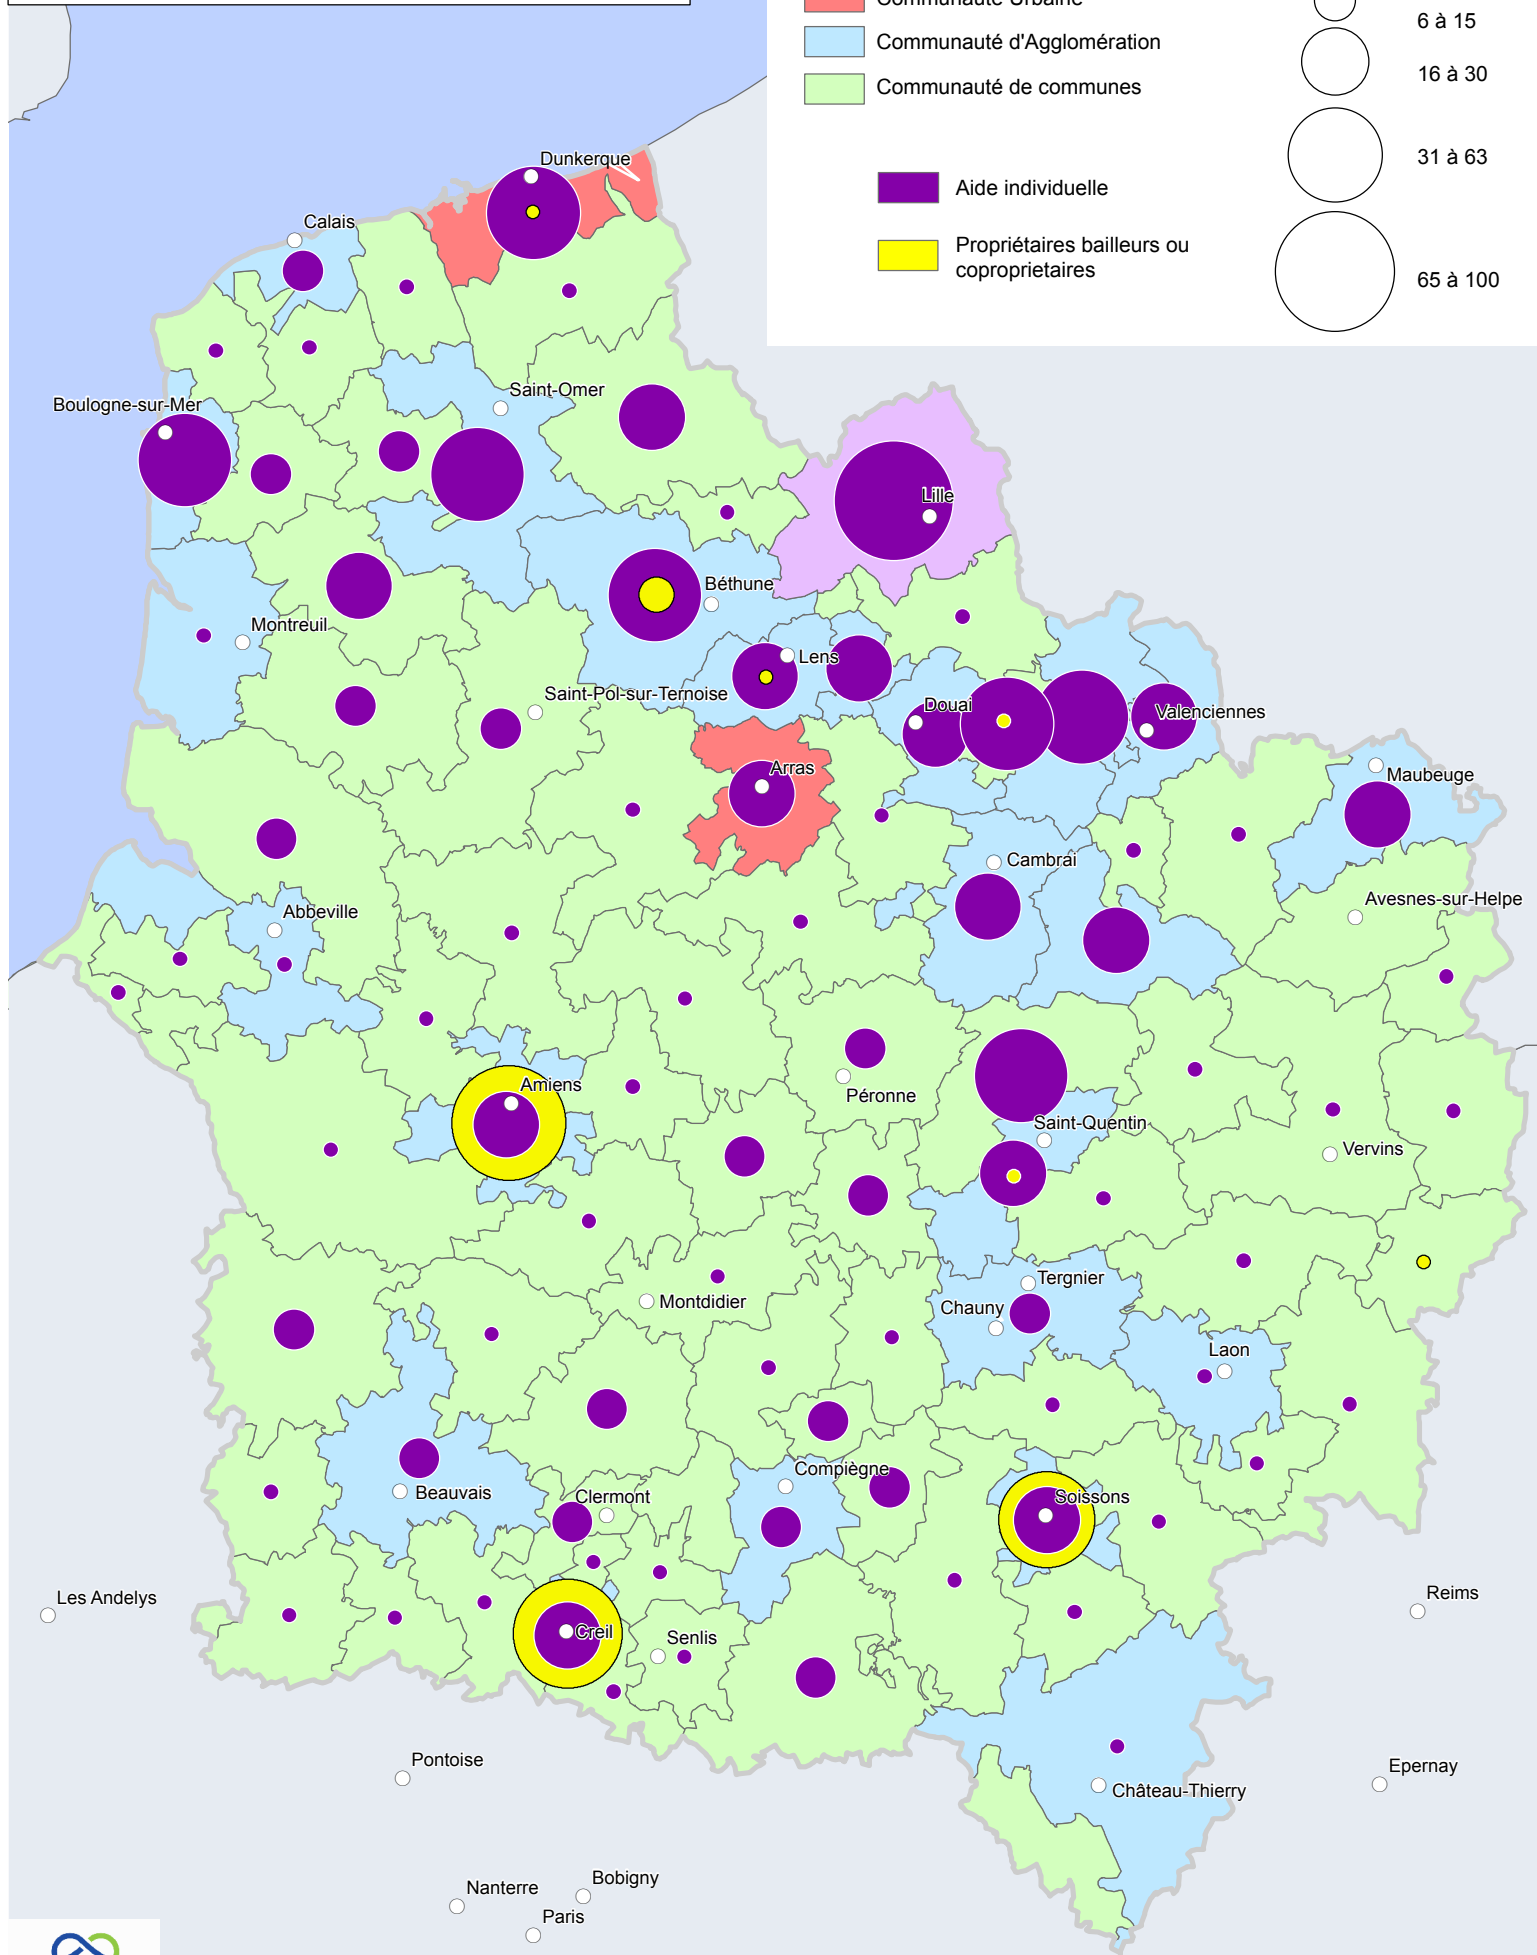 Communauté Urbaine
6 à 15
Communauté d'Agglomération
16 à 30
Communauté de communes
31 à 63
Aide individuelle
Propriétaires bailleurs ou
coproprietaires
65 à 100
Dunkerque
Calais
Saint-Omer
Boulogne-sur-Mer
Lille
Béthune
Montreuil
Lens
Saint-Pol-sur-Ternoise
Douai
Valenciennes
Arras
Maubeuge
Cambrai
Avesnes-sur-Helpe
Abbeville
Amiens
Péronne
Saint-Quentin
Vervins
Tergnier
Montdidier
Chauny
Laon
Compiègne
Beauvais
Clermont
Soissons
Les Andelys
Reims
Creil
Senlis
Pontoise
Epernay
Château-Thierry
Bobigny
Nanterre
Paris